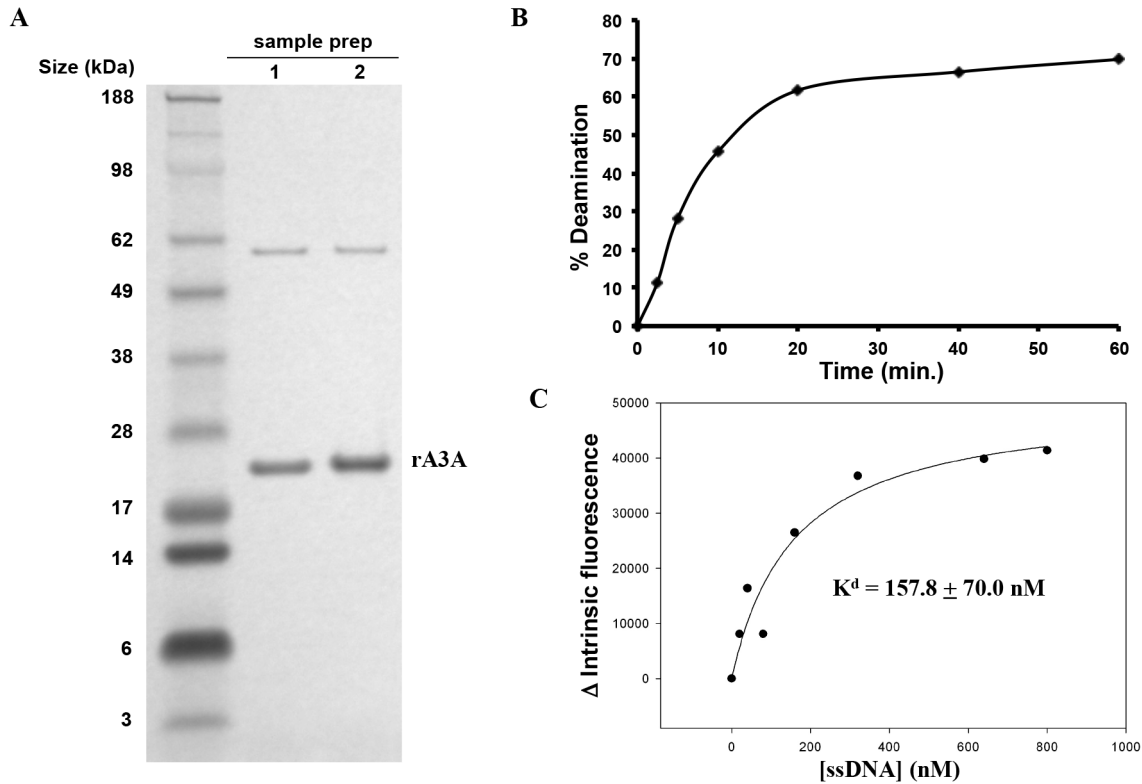 A
sample prep
Size (kDa)
1 2
188
98
62
49
38
28
17
14
6
3
rA3A
B
80
70
60
50
40
30
20
10
0
% Deamination
0 10 20 30 40 50 60
Time (min.)
C
50000
40000
30000
20000
10000
0
Δ Intrinsic fluorescence
K^d = 157.8 ± 70.0 nM
0 200 400 600 800 1000
[ssDNA] (nM)